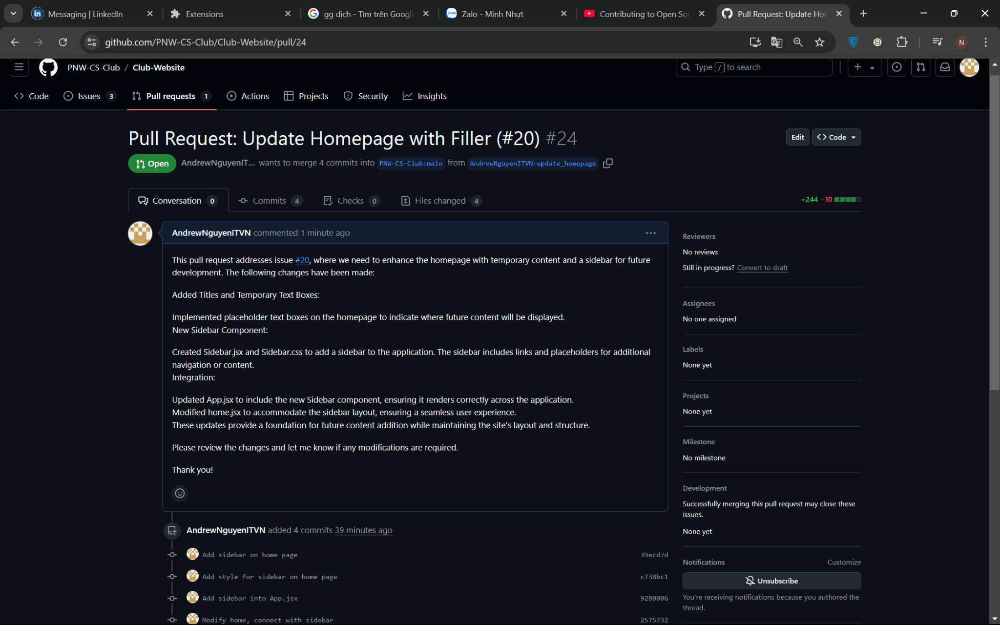 Messaging | LinkedIn
Extensions
gg dịch - Tìm trên Google
Zalo - Minh Nhựt
Contributing to Open Sou
Pull Request: Update Hom
github.com/PNW-CS-Club/Club-Website/pull/24
N
PNW-CS-Club / Club-Website
Type / to search
Code
Issues 3
Pull requests 1
Actions
Projects
Security
Insights
Pull Request: Update Homepage with Filler (#20) #24
Edit
Code
Open
AndrewNguyenIT... wants to merge 4 commits into PNW-CS-Club:main from AndrewNguyenITVN:update_homepage
Conversation 0
Commits 4
Checks 0
Files changed 4
+244 −10
AndrewNguyenITVN commented 1 minute ago
This pull request addresses issue #20, where we need to enhance the homepage with temporary content and a sidebar for future
development. The following changes have been made:
Added Titles and Temporary Text Boxes:
Implemented placeholder text boxes on the homepage to indicate where future content will be displayed.
New Sidebar Component:
Created Sidebar.jsx and Sidebar.css to add a sidebar to the application. The sidebar includes links and placeholders for additional
navigation or content.
Integration:
Updated App.jsx to include the new Sidebar component, ensuring it renders correctly across the application.
Modified home.jsx to accommodate the sidebar layout, ensuring a seamless user experience.
These updates provide a foundation for future content addition while maintaining the site's layout and structure.
Please review the changes and let me know if any modifications are required.
Thank you!
AndrewNguyenITVN added 4 commits 39 minutes ago
Add sidebar on home page 39ecd7d
Add style for sidebar on home page c738bc1
Add sidebar into App.jsx 9280006
Modify home, connect with sidebar 2575732
Reviewers
No reviews
Still in progress? Convert to draft
Assignees
No one assigned
Labels
None yet
Projects
None yet
Milestone
No milestone
Development
Successfully merging this pull request may close these
issues.
None yet
Notifications
Customize
Unsubscribe
You're receiving notifications because you authored the
thread.